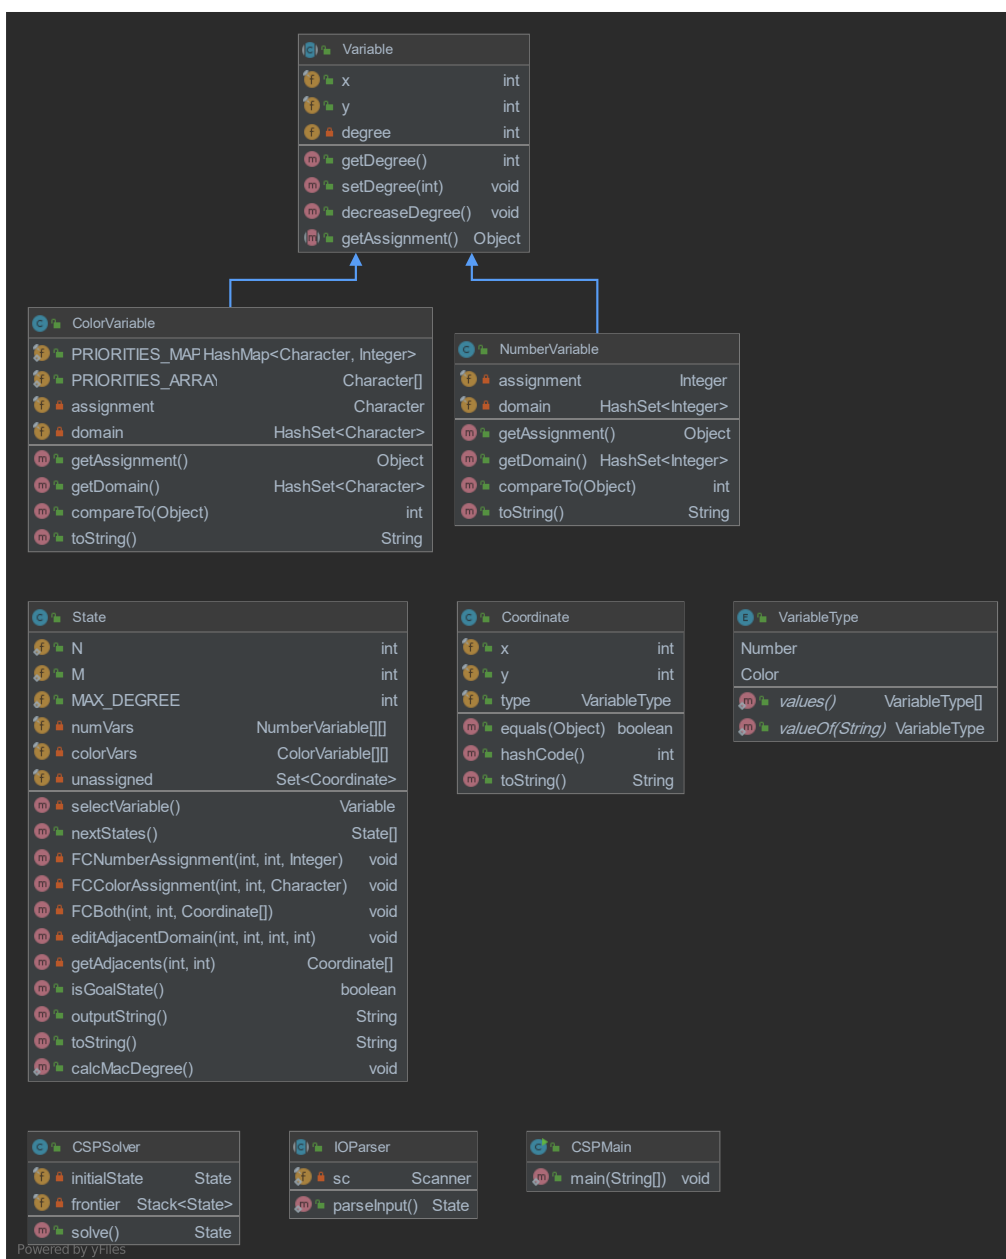 Variable
x int
y int
degree int
getDegree() int
setDegree(int) void
decreaseDegree() void
getAssignment() Object
ColorVariable
PRIORITIES_MAP HashMap<Character, Integer>
PRIORITIES_ARRAY Character[]
assignment Character
domain HashSet<Character>
getAssignment() Object
getDomain() HashSet<Character>
compareTo(Object) int
toString() String
NumberVariable
assignment Integer
domain HashSet<Integer>
getAssignment() Object
getDomain() HashSet<Integer>
compareTo(Object) int
toString() String
State
N int
M int
MAX_DEGREE int
numVars NumberVariable[][]
colorVars ColorVariable[][]
unassigned Set<Coordinate>
selectVariable() Variable
nextStates() State[]
FCNumberAssignment(int, int, Integer) void
FCColorAssignment(int, int, Character) void
FCBoth(int, int, Coordinate[]) void
editAdjacentDomain(int, int, int, int) void
getAdjacents(int, int) Coordinate[]
isGoalState() boolean
outputString() String
toString() String
calcMacDegree() void
Coordinate
x int
y int
type VariableType
equals(Object) boolean
hashCode() int
toString() String
VariableType
Number
Color
values() VariableType[]
valueOf(String) VariableType
CSPSolver
initialState State
frontier Stack<State>
solve() State
IOParser
sc Scanner
parseInput() State
CSPMain
main(String[]) void
Powered by yFiles